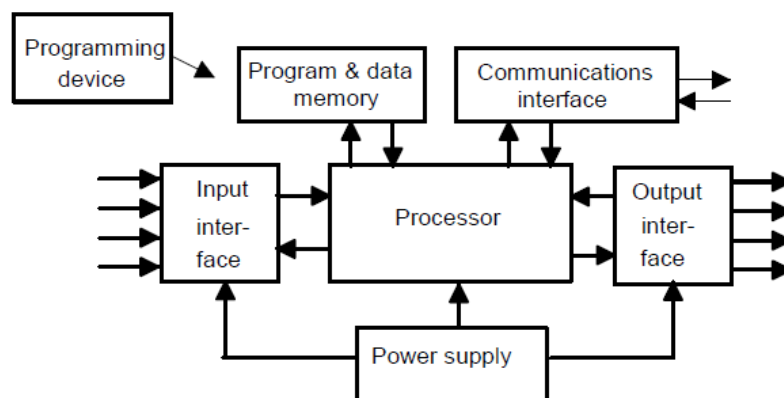 Programming
device
Program & data
memory
Communications
interface
Input
inter-
face
Processor
Output
inter-
face
Power supply